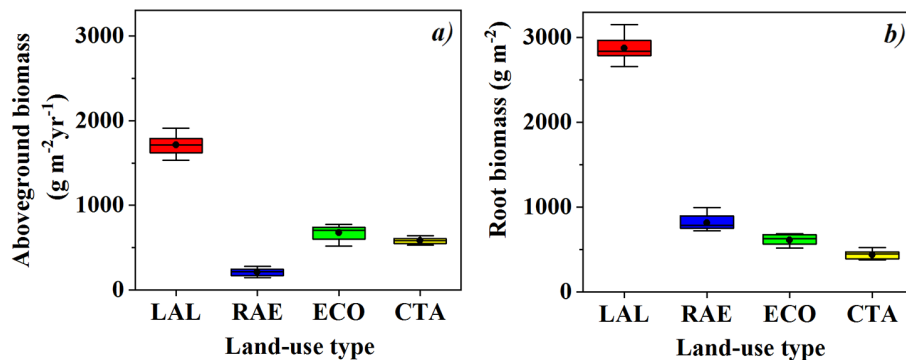 a)
Aboveground biomass
(g m⁻²yr⁻¹)
3000
2000
1000
0
LAL RAE ECO CTA
Land-use type
b)
Root biomass (g m⁻²)
3000
2000
1000
0
LAL RAE ECO CTA
Land-use type